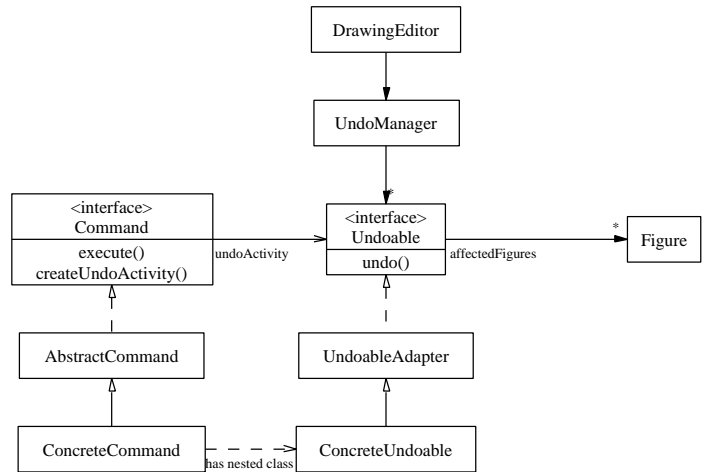 DrawingEditor
UndoManager
*
<interface>
Command
execute()
createUndoActivity()
undoActivity
<interface>
Undoable
undo()
affectedFigures
*
Figure
AbstractCommand
UndoableAdapter
ConcreteCommand
has nested class
ConcreteUndoable